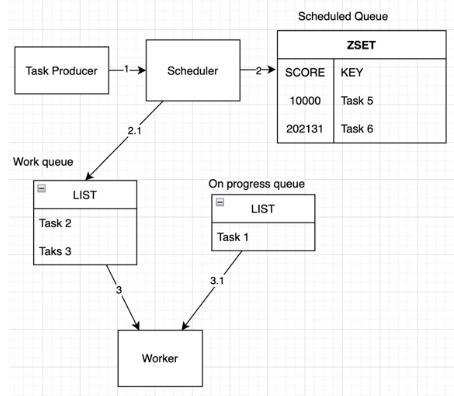 Scheduled Queue
ZSET
Task Producer
1
Scheduler
2
SCORE KEY
10000 Task 5
202131 Task 6
2.1
Work queue
LIST
Task 2
Taks 3
On progress queue
LIST
Task 1
3
3.1
Worker